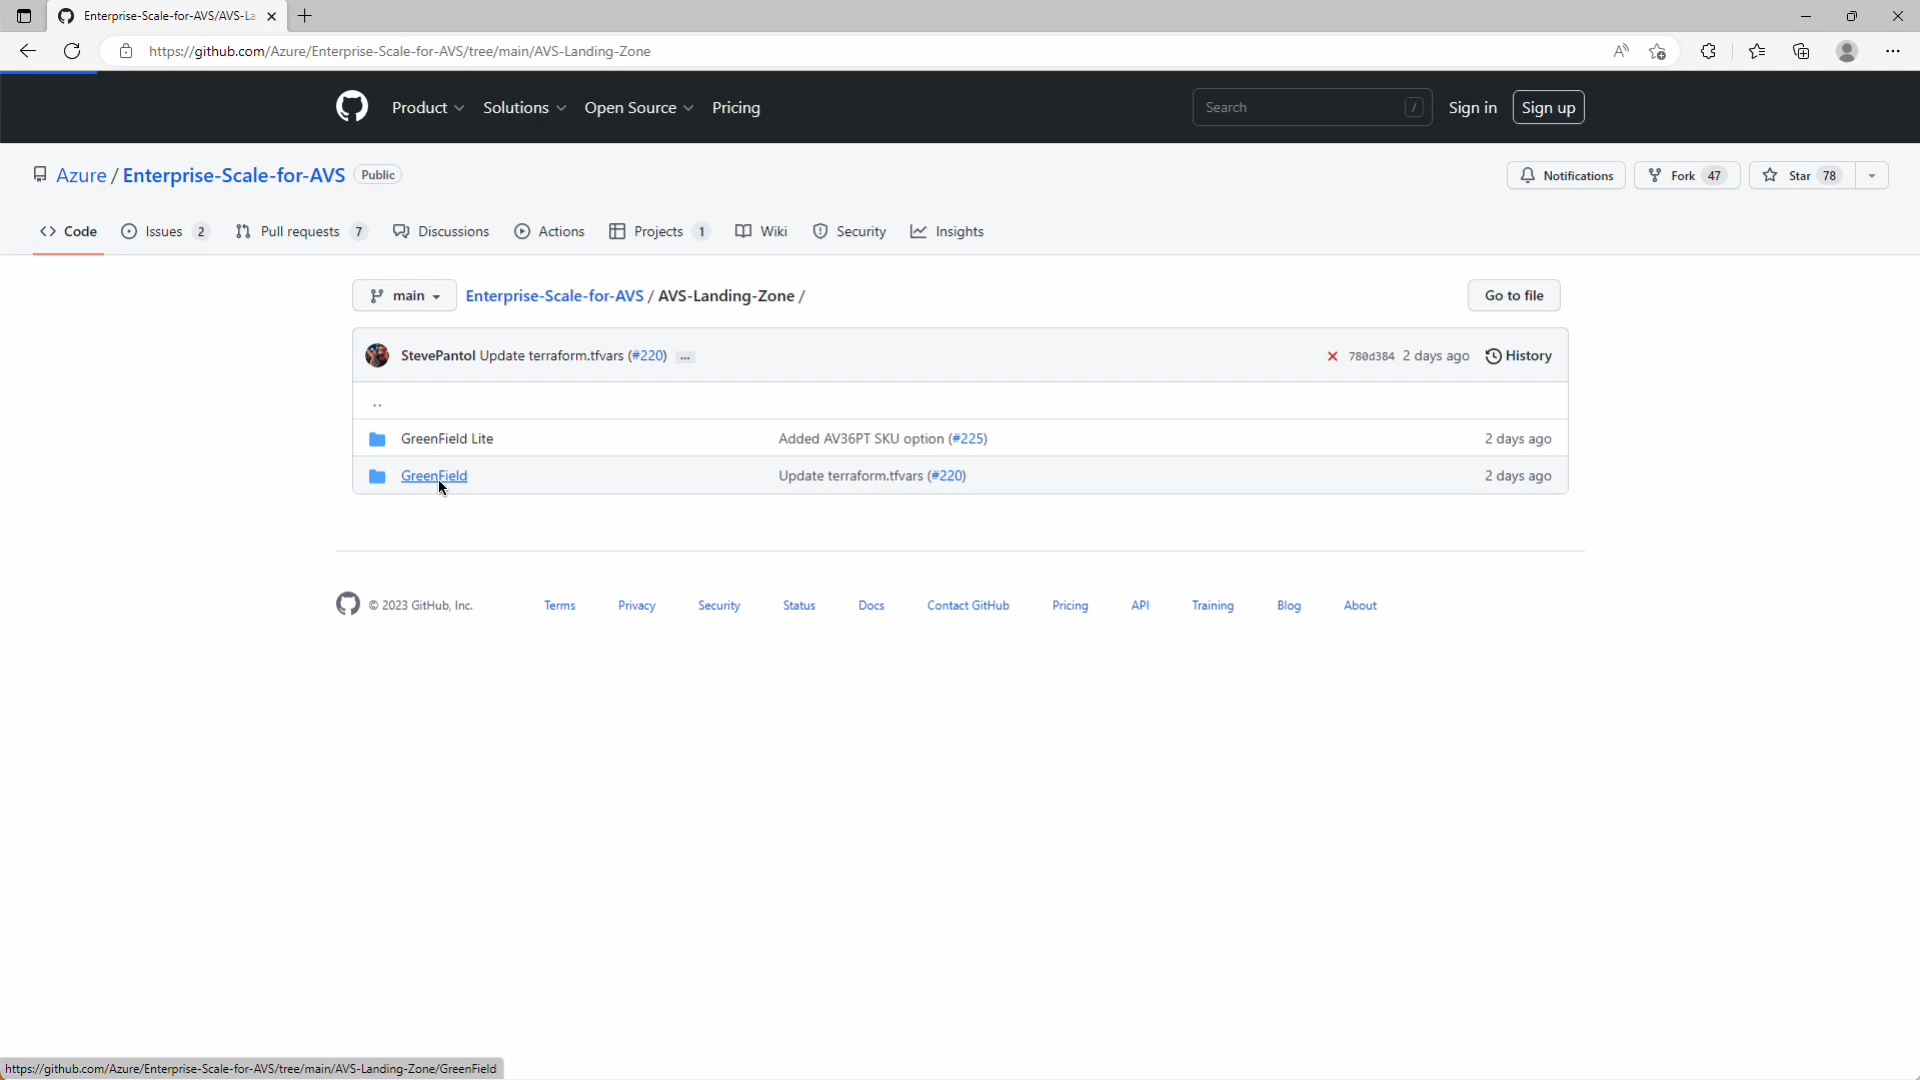 Enterprise-Scale-for-AVS/AVS-La
https://github.com/Azure/Enterprise-Scale-for-AVS/tree/main/AVS-Landing-Zone
Product Solutions Open Source Pricing Search / Sign in Sign up
Azure / Enterprise-Scale-for-AVS Public Notifications Fork 47 Star 78
Code Issues 2 Pull requests 7 Discussions Actions Projects 1 Wiki Security Insights
main Enterprise-Scale-for-AVS / AVS-Landing-Zone / Go to file
StevePantol Update terraform.tfvars (#220) ... 780d384 2 days ago History
..
GreenField Lite Added AV36PT SKU option (#225) 2 days ago
GreenField Update terraform.tfvars (#220) 2 days ago
© 2023 GitHub, Inc. Terms Privacy Security Status Docs Contact GitHub Pricing API Training Blog About
https://github.com/Azure/Enterprise-Scale-for-AVS/tree/main/AVS-Landing-Zone/GreenField